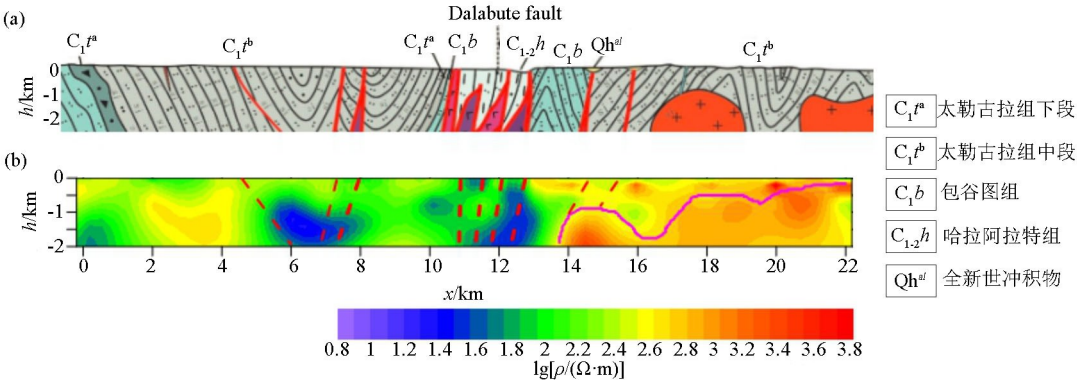 Dalabute fault
(a)
C₁tᵃ C₁tᵇ C₁tᵃ C₁b C₁₋₂h C₁b Qhᵃˡ C₁tᵇ
h/km
0
-1
-2
(b)
h/km
0
-1
-2
0 2 4 6 8 10 12 14 16 18 20 22
x/km
0.8 1 1.2 1.4 1.6 2 2.2 2.4 2.6 2.8 3 3.2 3.4 3.6 3.8
lg[ρ/(Ω·m)]
C₁tᵃ 太勒古拉组下段
C₁tᵇ 太勒古拉组中段
C₁b 包谷图组
C₁₋₂h 哈拉阿拉特组
Qhᵃˡ 全新世冲积物